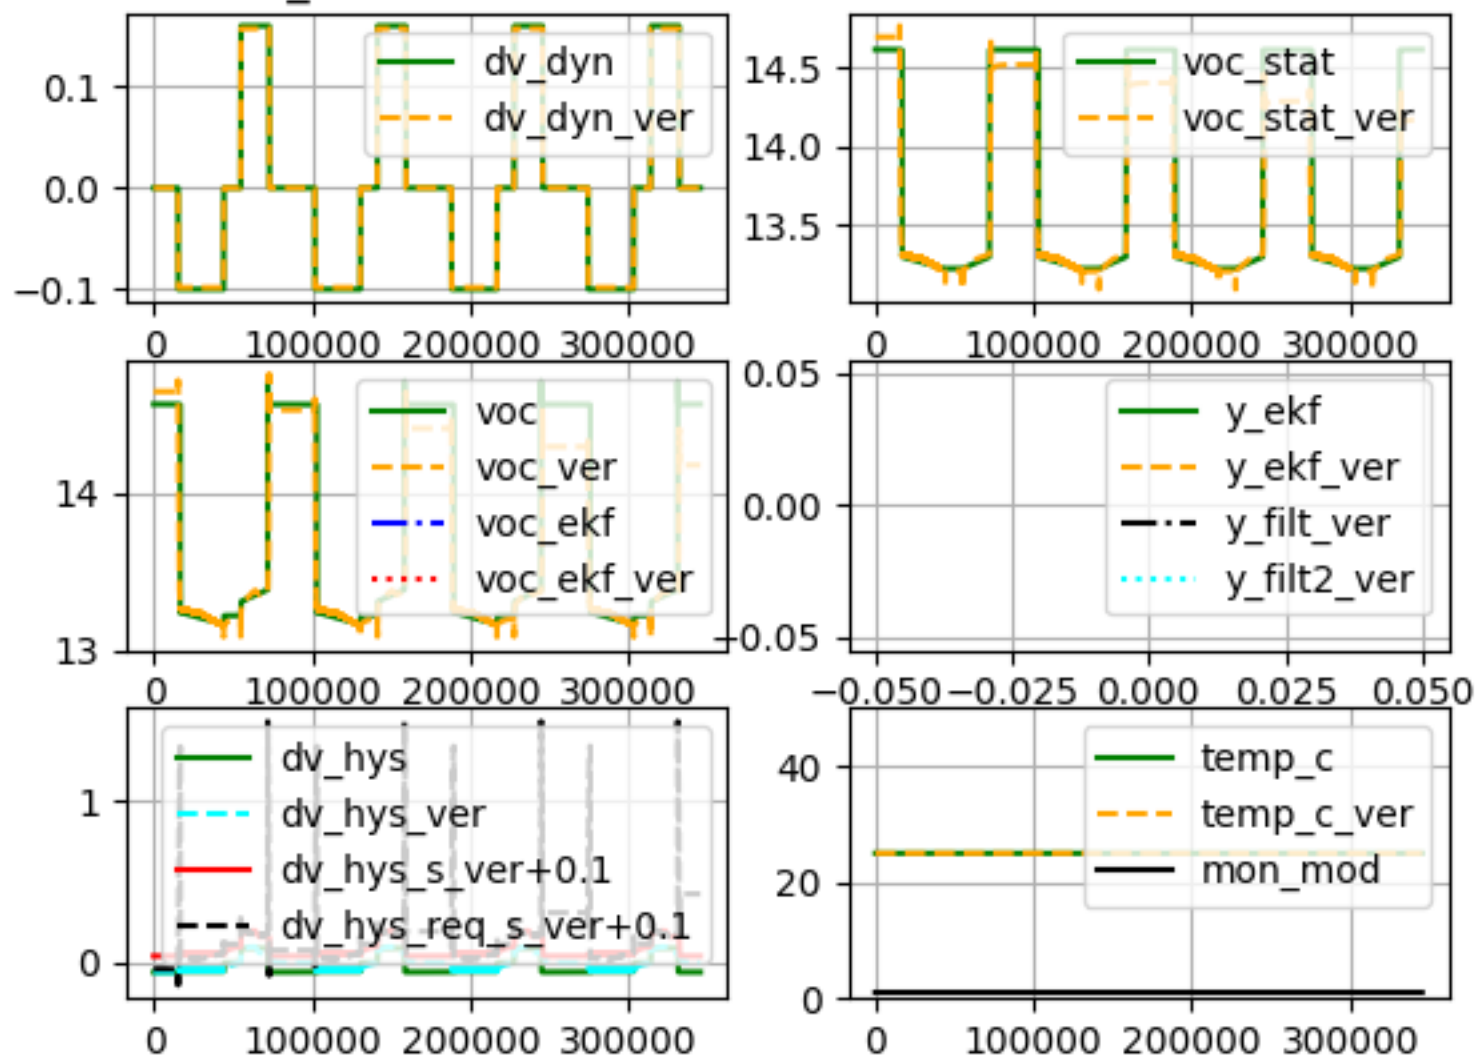 0.1
0.0
−0.1
dv_dyn
dv_dyn_ver
0 100000 200000 300000
14.5
14.0
13.5
voc_stat
voc_stat_ver
0 100000 200000 300000
14
13
voc
voc_ver
voc_ekf
voc_ekf_ver
0 100000 200000 300000
0.05
0.00
−0.05
y_ekf
y_ekf_ver
y_filt_ver
y_filt2_ver
−0.050 −0.025 0.000 0.025 0.050
1
0
dv_hys
dv_hys_ver
dv_hys_s_ver+0.1
dv_hys_req_s_ver+0.1
0 100000 200000 300000
40
20
0
temp_c
temp_c_ver
mon_mod
0 100000 200000 300000